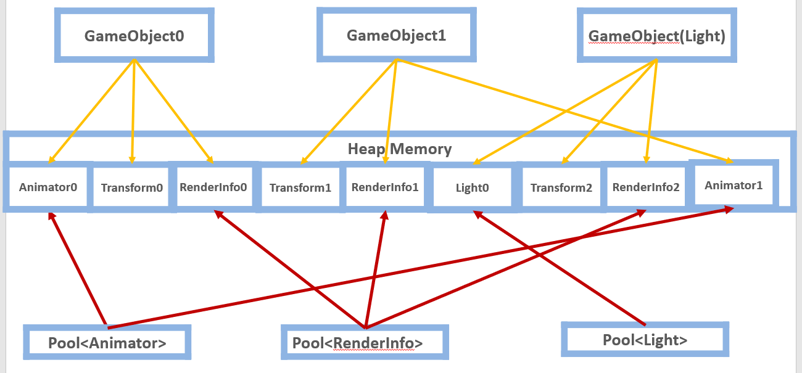 GameObject0
GameObject1
GameObject(Light)
Heap Memory
Animator0
Transform0
RenderInfo0
Transform1
RenderInfo1
Light0
Transform2
RenderInfo2
Animator1
Pool<Animator>
Pool<RenderInfo>
Pool<Light>